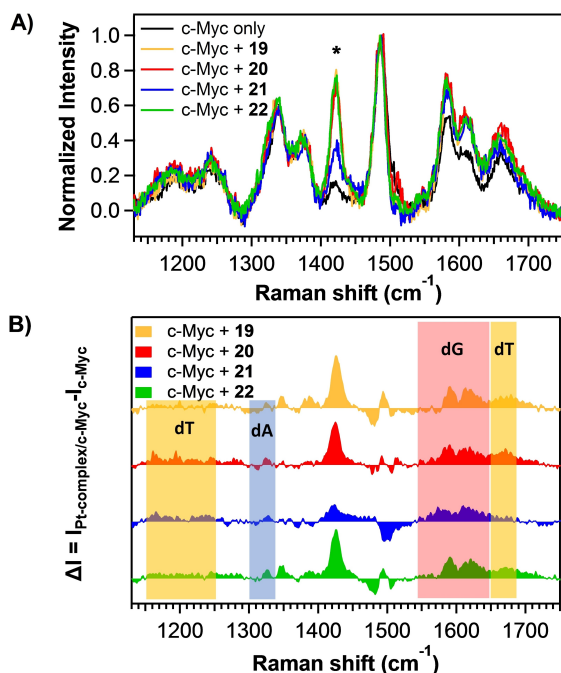 A)
Normalized Intensity
1.0
0.8
0.6
0.4
0.2
0.0
c-Myc only
c-Myc + 19
c-Myc + 20
c-Myc + 21
c-Myc + 22
*
1200 1300 1400 1500 1600 1700
Raman shift (cm-1)
B)
ΔI = IPt-complex/c-Myc-Ic-Myc
c-Myc + 19
c-Myc + 20
c-Myc + 21
c-Myc + 22
dT
dA
dG
dT
1200 1300 1400 1500 1600 1700
Raman shift (cm-1)